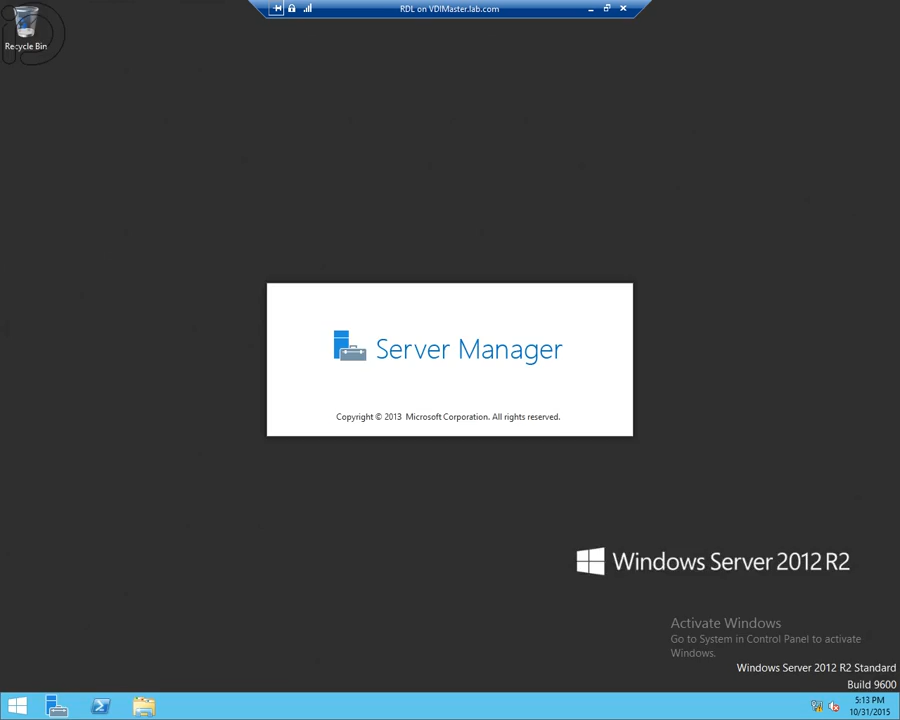 RDL on VDIMaster.lab.com
Recycle Bin
Server Manager
Copyright © 2013 Microsoft Corporation. All rights reserved.
Windows Server 2012 R2
Activate Windows
Go to System in Control Panel to activate
Windows.
Windows Server 2012 R2 Standard
Build 9600
5:13 PM
10/31/2015